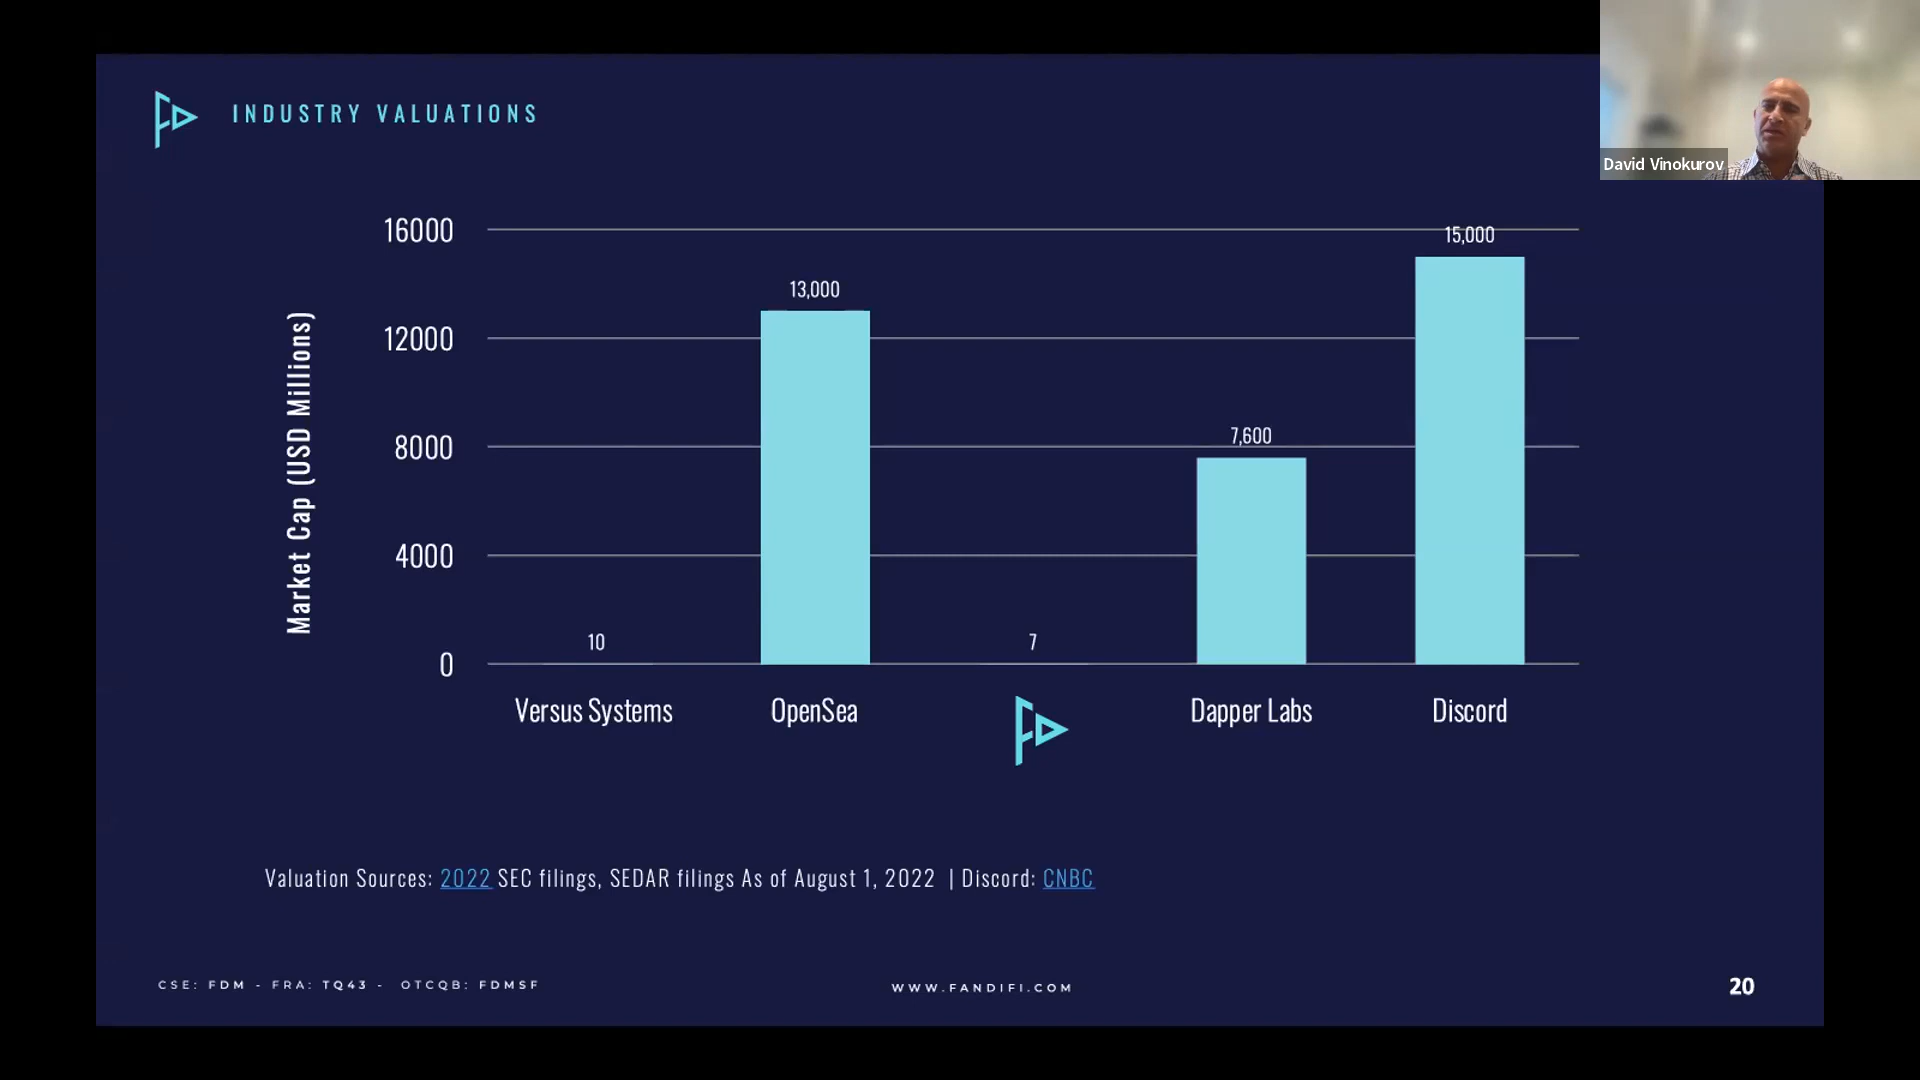 INDUSTRY VALUATIONS
David Vinokurov
Market Cap (USD Millions)
16000
12000
8000
4000
0
10
13,000
7
7,600
15,000
Versus Systems
OpenSea
Dapper Labs
Discord
Valuation Sources: 2022 SEC filings, SEDAR filings As of August 1, 2022 | Discord: CNBC
CSE: FDM - FRA: TQ43 - OTCQB: FDMSF
WWW.FANDIFI.COM
20